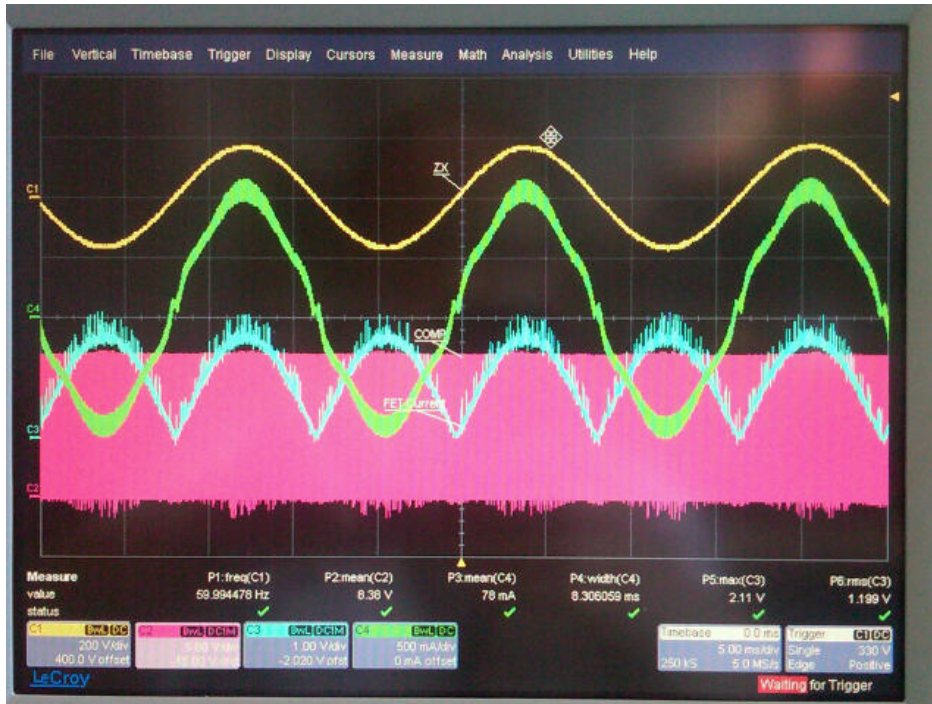 File Vertical Timebase Trigger Display Cursors Measure Math Analysis Utilities Help
ZX
C1
C4
COMP
FET Current
C3
C2
Measure P1:freq(C1) P2:mean(C2) P3:mean(C4) P4:width(C4) P5:max(C3) P6:rms(C3)
value 59.994478 Hz 8.38 V 78 mA 8.306059 ms 2.11 V 1.199 V
status
C1 BwL DC C2 BwL DC1M C3 BwL DC1M C4 BwL DC Timebase 0.0 ms Trigger C1 DC
200 V/div 1.00 V/div 500 mA/div 5.00 ms/div Single 330 V
400.0 V offset -2.020 V ofst 0 mA offset 250 kS 5.0 MS/s Edge Positive
LeCroy Waiting for Trigger